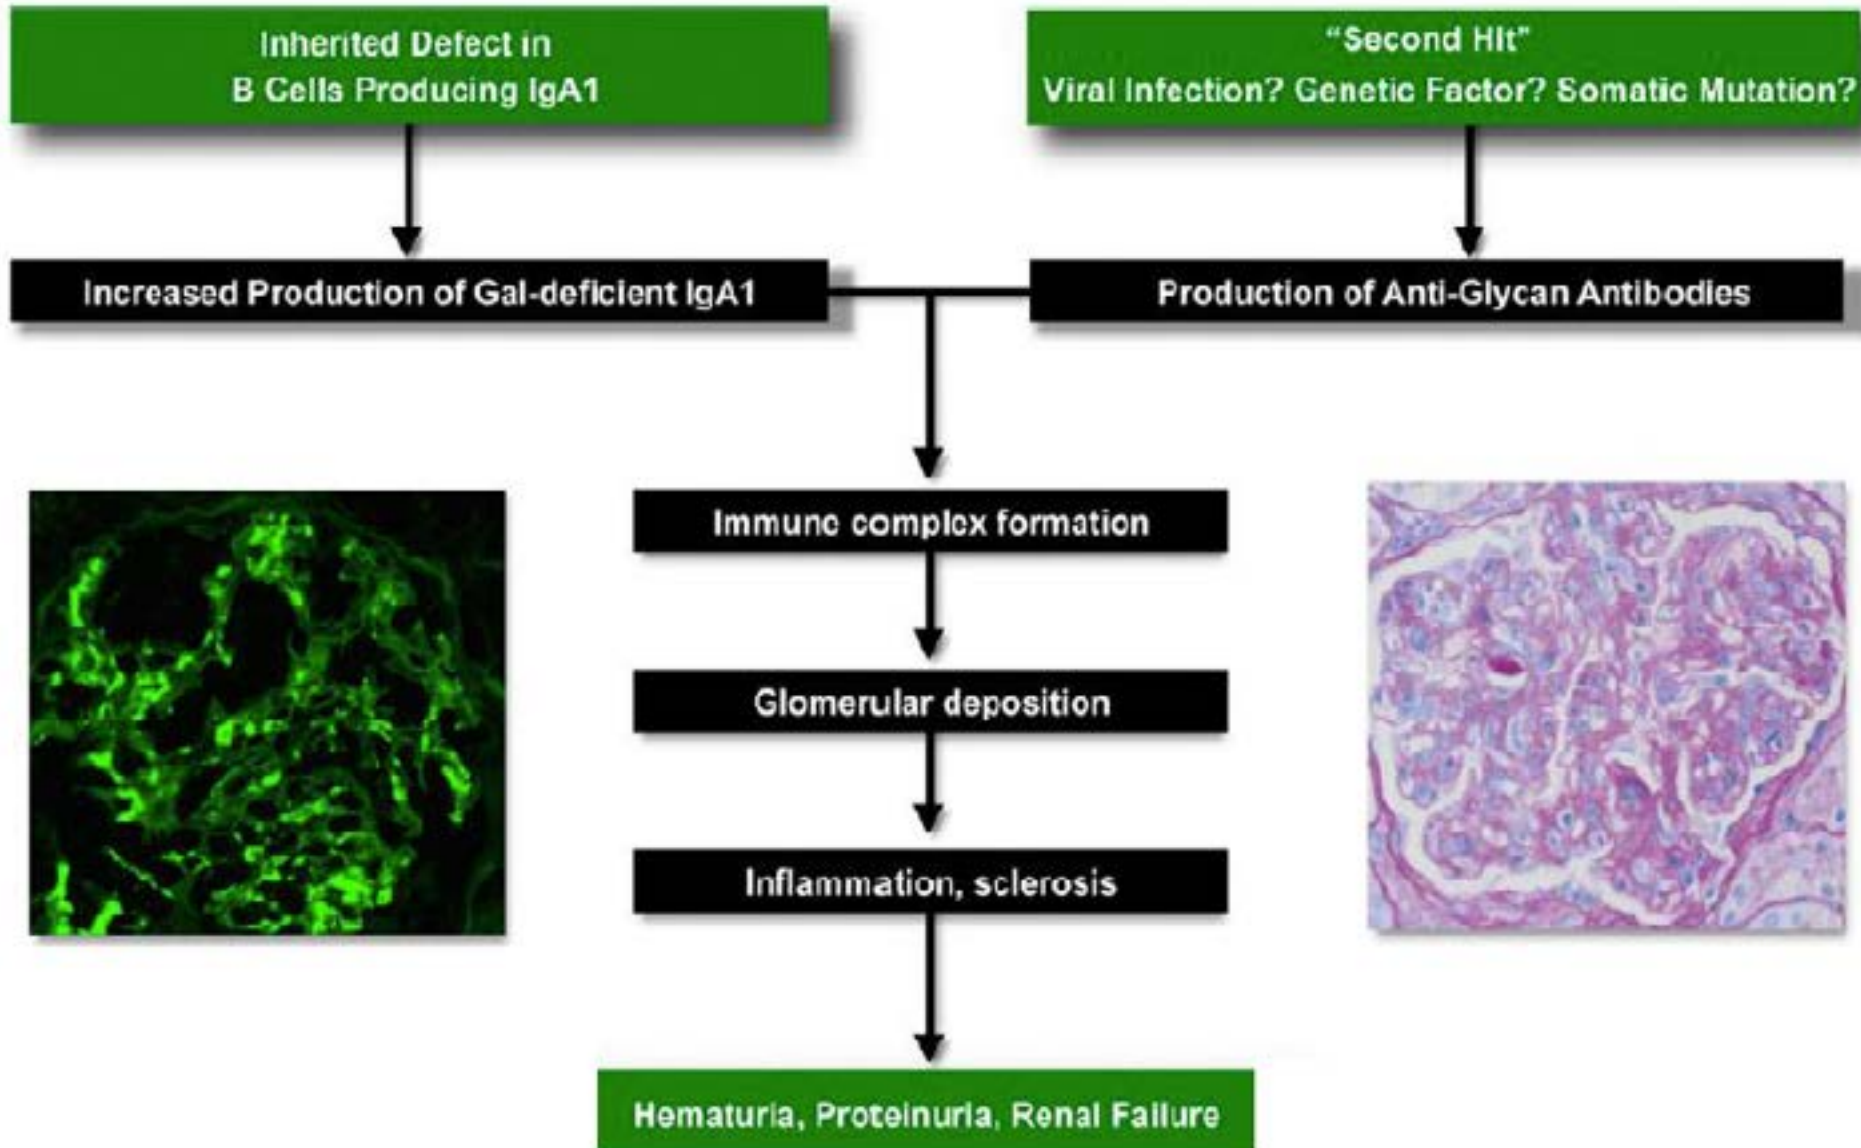 Inherited Defect in
B Cells Producing IgA1
“Second Hit”
Viral Infection? Genetic Factor? Somatic Mutation?
Increased Production of Gal-deficient IgA1
Production of Anti-Glycan Antibodies
Immune complex formation
Glomerular deposition
Inflammation, sclerosis
Hematuria, Proteinuria, Renal Failure